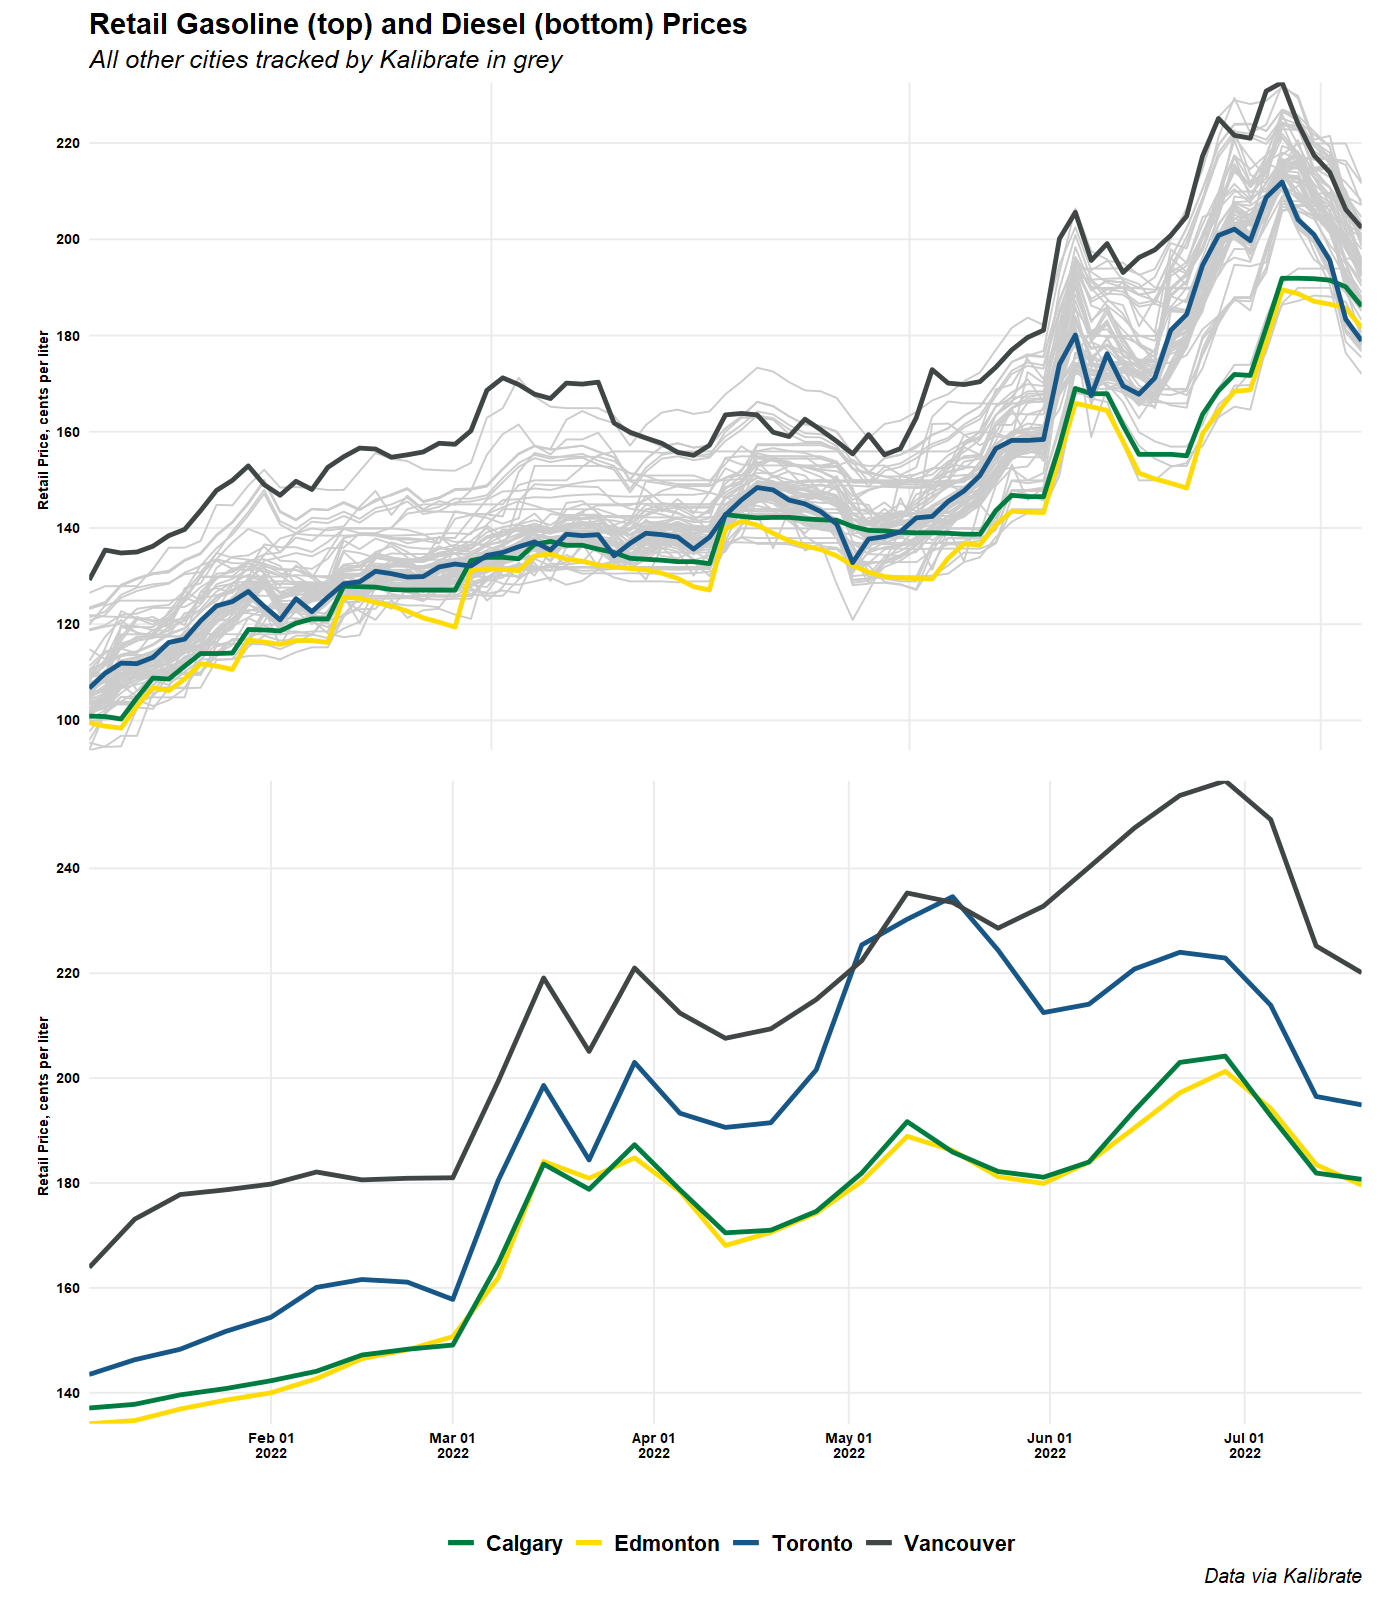 Retail Gasoline (top) and Diesel (bottom) Prices
All other cities tracked by Kalibrate in grey
Retail Price, cents per liter
220
200
180
160
140
120
100
Retail Price, cents per liter
240
220
200
180
160
140
Feb 01 Mar 01 Apr 01 May 01 Jun 01 Jul 01
2022 2022 2022 2022 2022 2022
Calgary Edmonton Toronto Vancouver
Data via Kalibrate